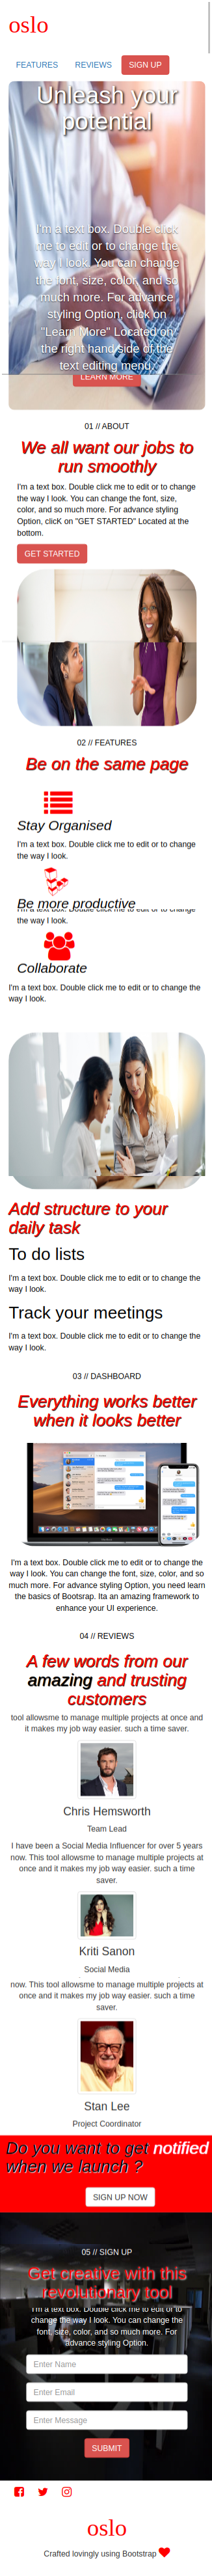 oslo
FEATURES REVIEWS SIGN UP
Unleash your
potential
I'm a text box. Double click
me to edit or to change the
way I look. You can change
the font, size, color, and so
much more. For advance
styling Option, click on
"Learn More" Located on
the right hand side of the
text editing menu.
LEARN MORE
01 // ABOUT
We all want our jobs to
run smoothly
I'm a text box. Double click me to edit or to change
the way I look. You can change the font, size,
color, and so much more. For advance styling
Option, clicK on "GET STARTED" Located at the
bottom.
GET STARTED
02 // FEATURES
Be on the same page
Stay Organised
I'm a text box. Double click me to edit or to change
the way I look.
Be more productive
I'm a text box. Double click me to edit or to change
the way I look.
Collaborate
I'm a text box. Double click me to edit or to change the
way I look.
Add structure to your
daily task
To do lists
I'm a text box. Double click me to edit or to change the
way I look.
Track your meetings
I'm a text box. Double click me to edit or to change the
way I look.
03 // DASHBOARD
Everything works better
when it looks better
I'm a text box. Double click me to edit or to change the
way I look. You can change the font, size, color, and so
much more. For advance styling Option, you need learn
the basics of Bootsrap. Ita an amazing framework to
enhance your UI experience.
04 // REVIEWS
A few words from our
amazing and trusting
customers
tool allowsme to manage multiple projects at once and
it makes my job way easier. such a time saver.
Chris Hemsworth
Team Lead
I have been a Social Media Influencer for over 5 years
now. This tool allowsme to manage multiple projects at
once and it makes my job way easier. such a time
saver.
Kriti Sanon
Social Media
now. This tool allowsme to manage multiple projects at
once and it makes my job way easier. such a time
saver.
Stan Lee
Project Coordinator
Do you want to get notified
when we launch ?
SIGN UP NOW
05 // SIGN UP
Get creative with this
revolutionary tool
I'm a text box. Double click me to edit or to
change the way I look. You can change the
font, size, color, and so much more. For
advance styling Option.
Enter Name
Enter Email
Enter Message
SUBMIT
oslo
Crafted lovingly using Bootstrap